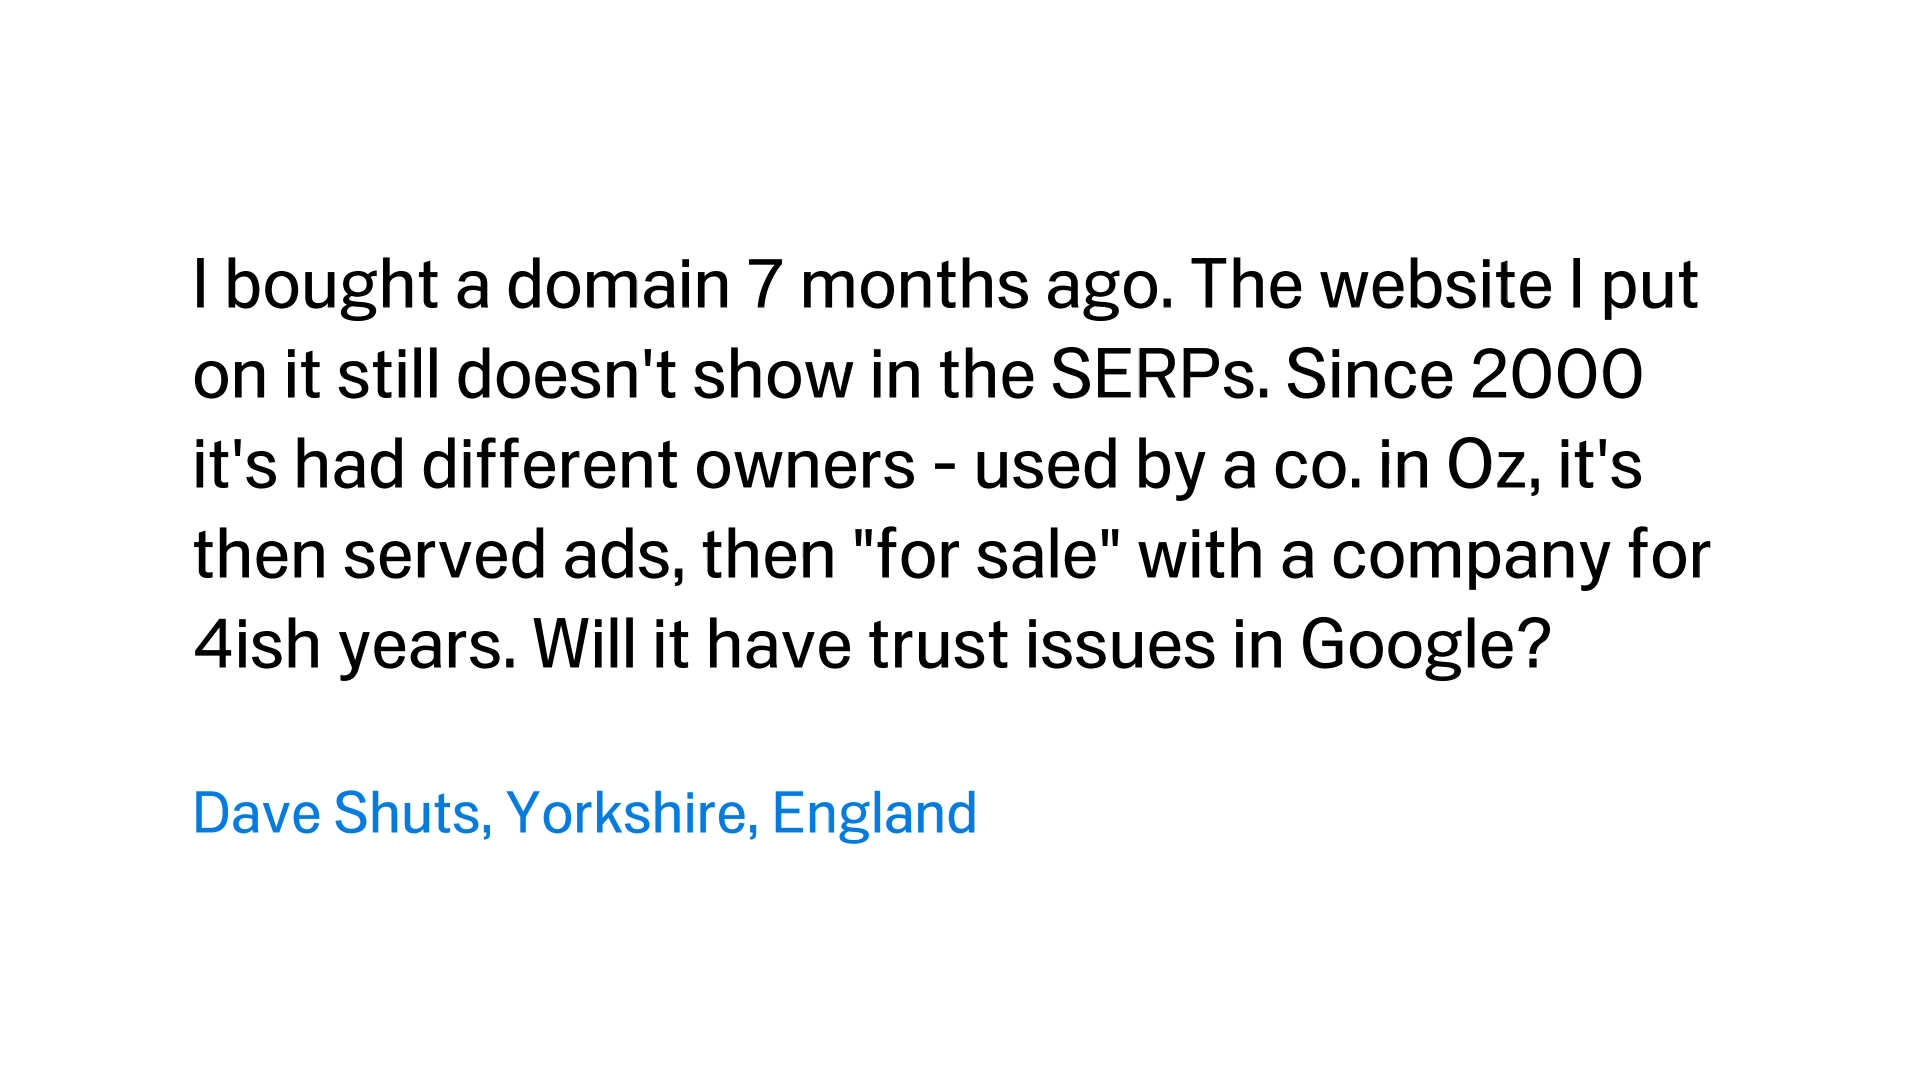 I bought a domain 7 months ago. The website I put
on it still doesn't show in the SERPs. Since 2000
it's had different owners - used by a co. in Oz, it's
then served ads, then "for sale" with a company for
4ish years. Will it have trust issues in Google?
Dave Shuts, Yorkshire, England